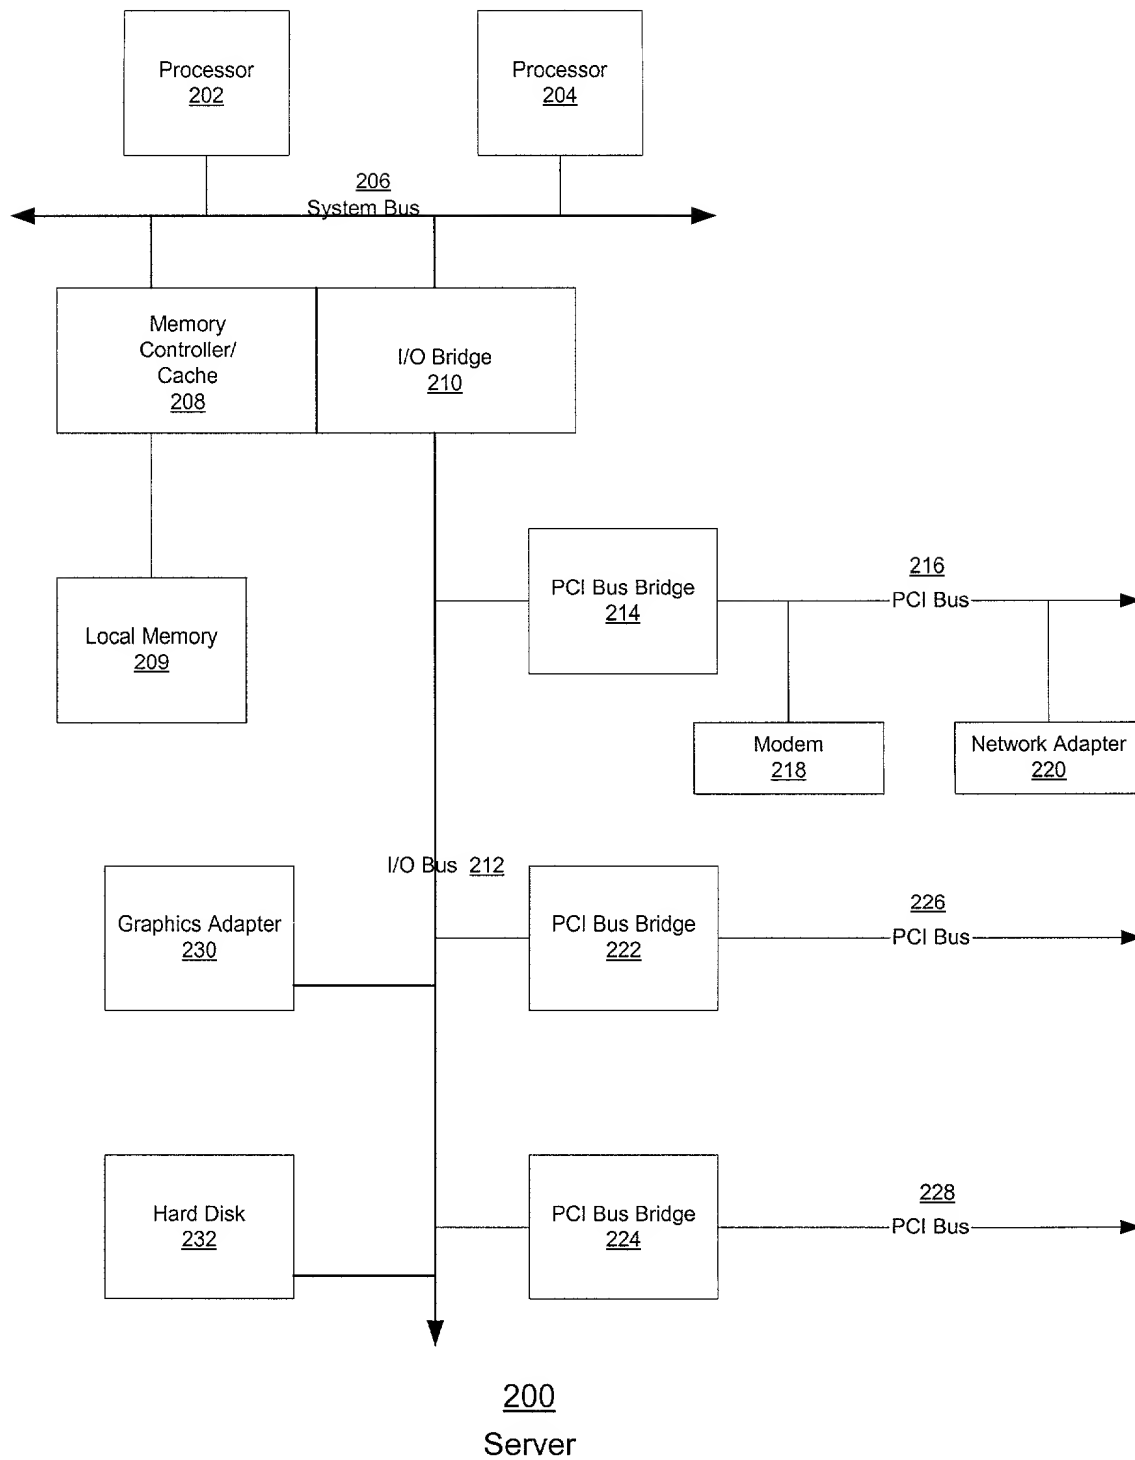 Processor
202
Processor
204
206
System Bus
Memory
Controller/
Cache
208
I/O Bridge
210
PCI Bus Bridge
214
216
PCI Bus
Local Memory
209
Modem
218
Network Adapter
220
I/O Bus 212
Graphics Adapter
230
PCI Bus Bridge
222
226
PCI Bus
Hard Disk
232
PCI Bus Bridge
224
228
PCI Bus
200
Server